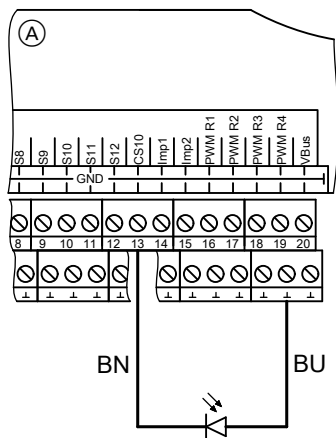 A
S8 S9 S10 S11 S12 CS10 Imp1 Imp2 PWM R1 PWM R2 PWM R3 PWM R4 VBus
GND
8 9 10 11 12 13 14 15 16 17 18 19 20
BN BU